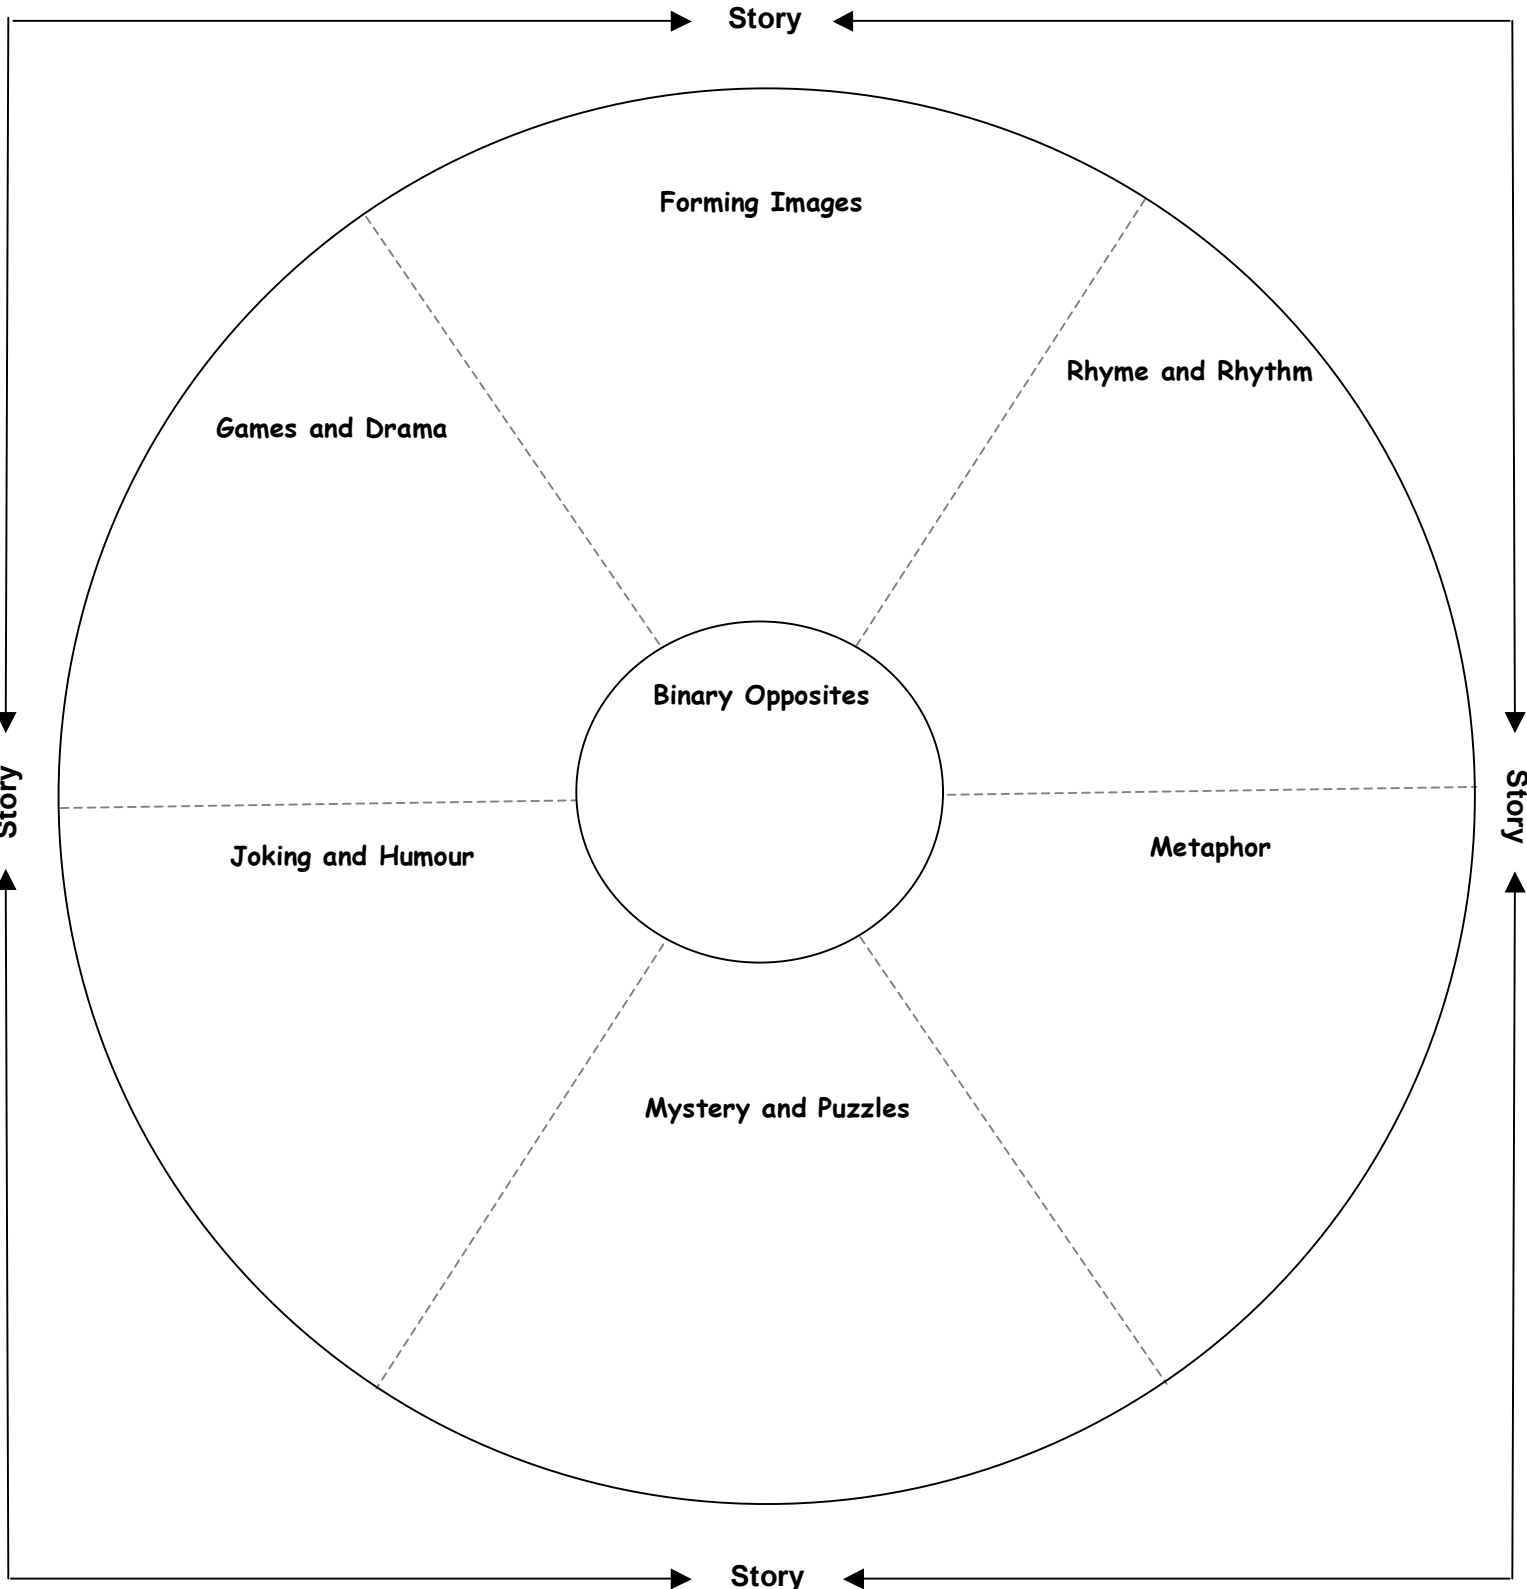 Story
Forming Images
Rhyme and Rhythm
Games and Drama
Binary Opposites
Story
Story
Joking and Humour
Metaphor
Mystery and Puzzles
Story